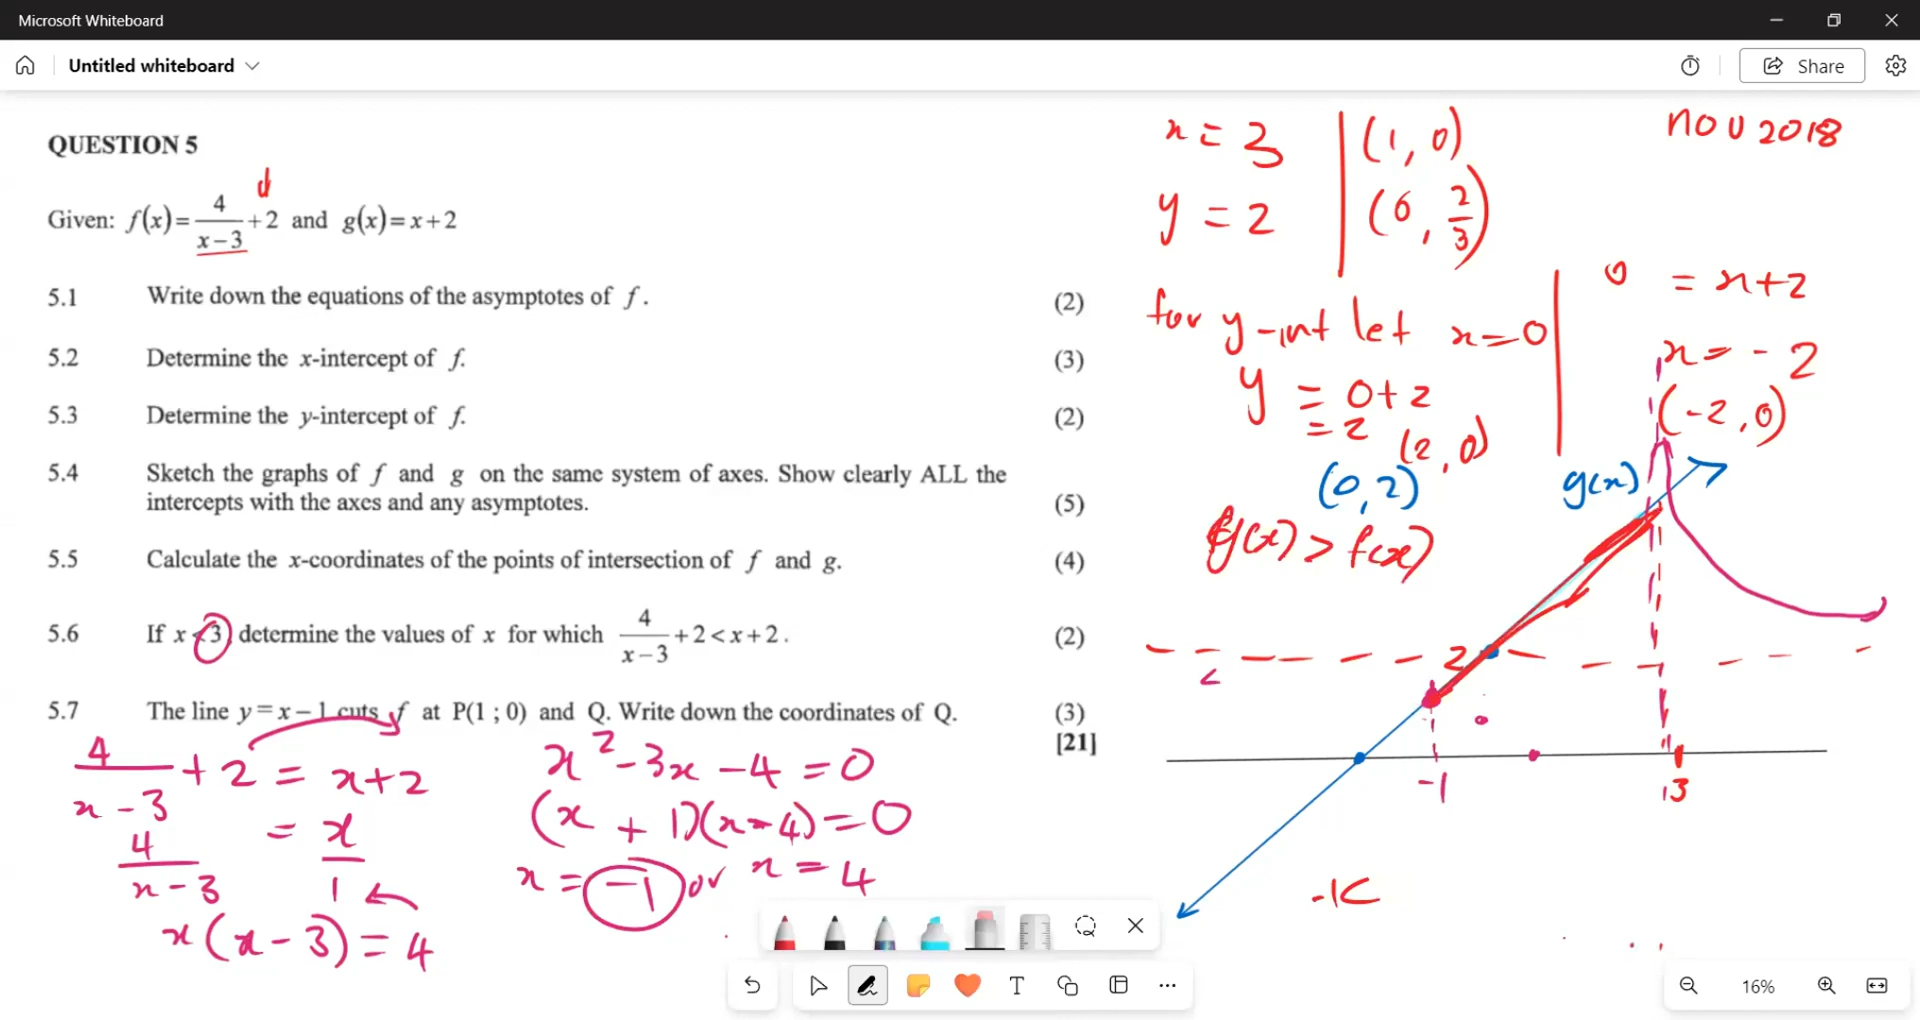 Microsoft Whiteboard
Untitled whiteboard
Share
QUESTION 5
d
Given: f(x)=4/(x−3)+2 and g(x)=x+2
5.1 Write down the equations of the asymptotes of f. (2)
5.2 Determine the x-intercept of f. (3)
5.3 Determine the y-intercept of f. (2)
5.4 Sketch the graphs of f and g on the same system of axes. Show clearly ALL the
intercepts with the axes and any asymptotes. (5)
5.5 Calculate the x-coordinates of the points of intersection of f and g. (4)
5.6 If x<3, determine the values of x for which 4/(x−3)+2<x+2. (2)
5.7 The line y=x−1 cuts f at P(1 ; 0) and Q. Write down the coordinates of Q. (3)
[21]
4/(x−3) + 2 = x+2
4/(x−3) = x/1
x(x−3) = 4
x²−3x−4=0
(x + 1)(x−4)=0
x = −1 or x = 4
x = 3
y = 2
(1, 0)
(0, 2/3)
nov 2018
for y-int let x=0
y = 0+2
= 2 (2, 0)
(0, 2)
0 = x+2
x = - 2
(-2, 0)
g(x) > f(x)
g(x)
2
-1
3
-1<
16%